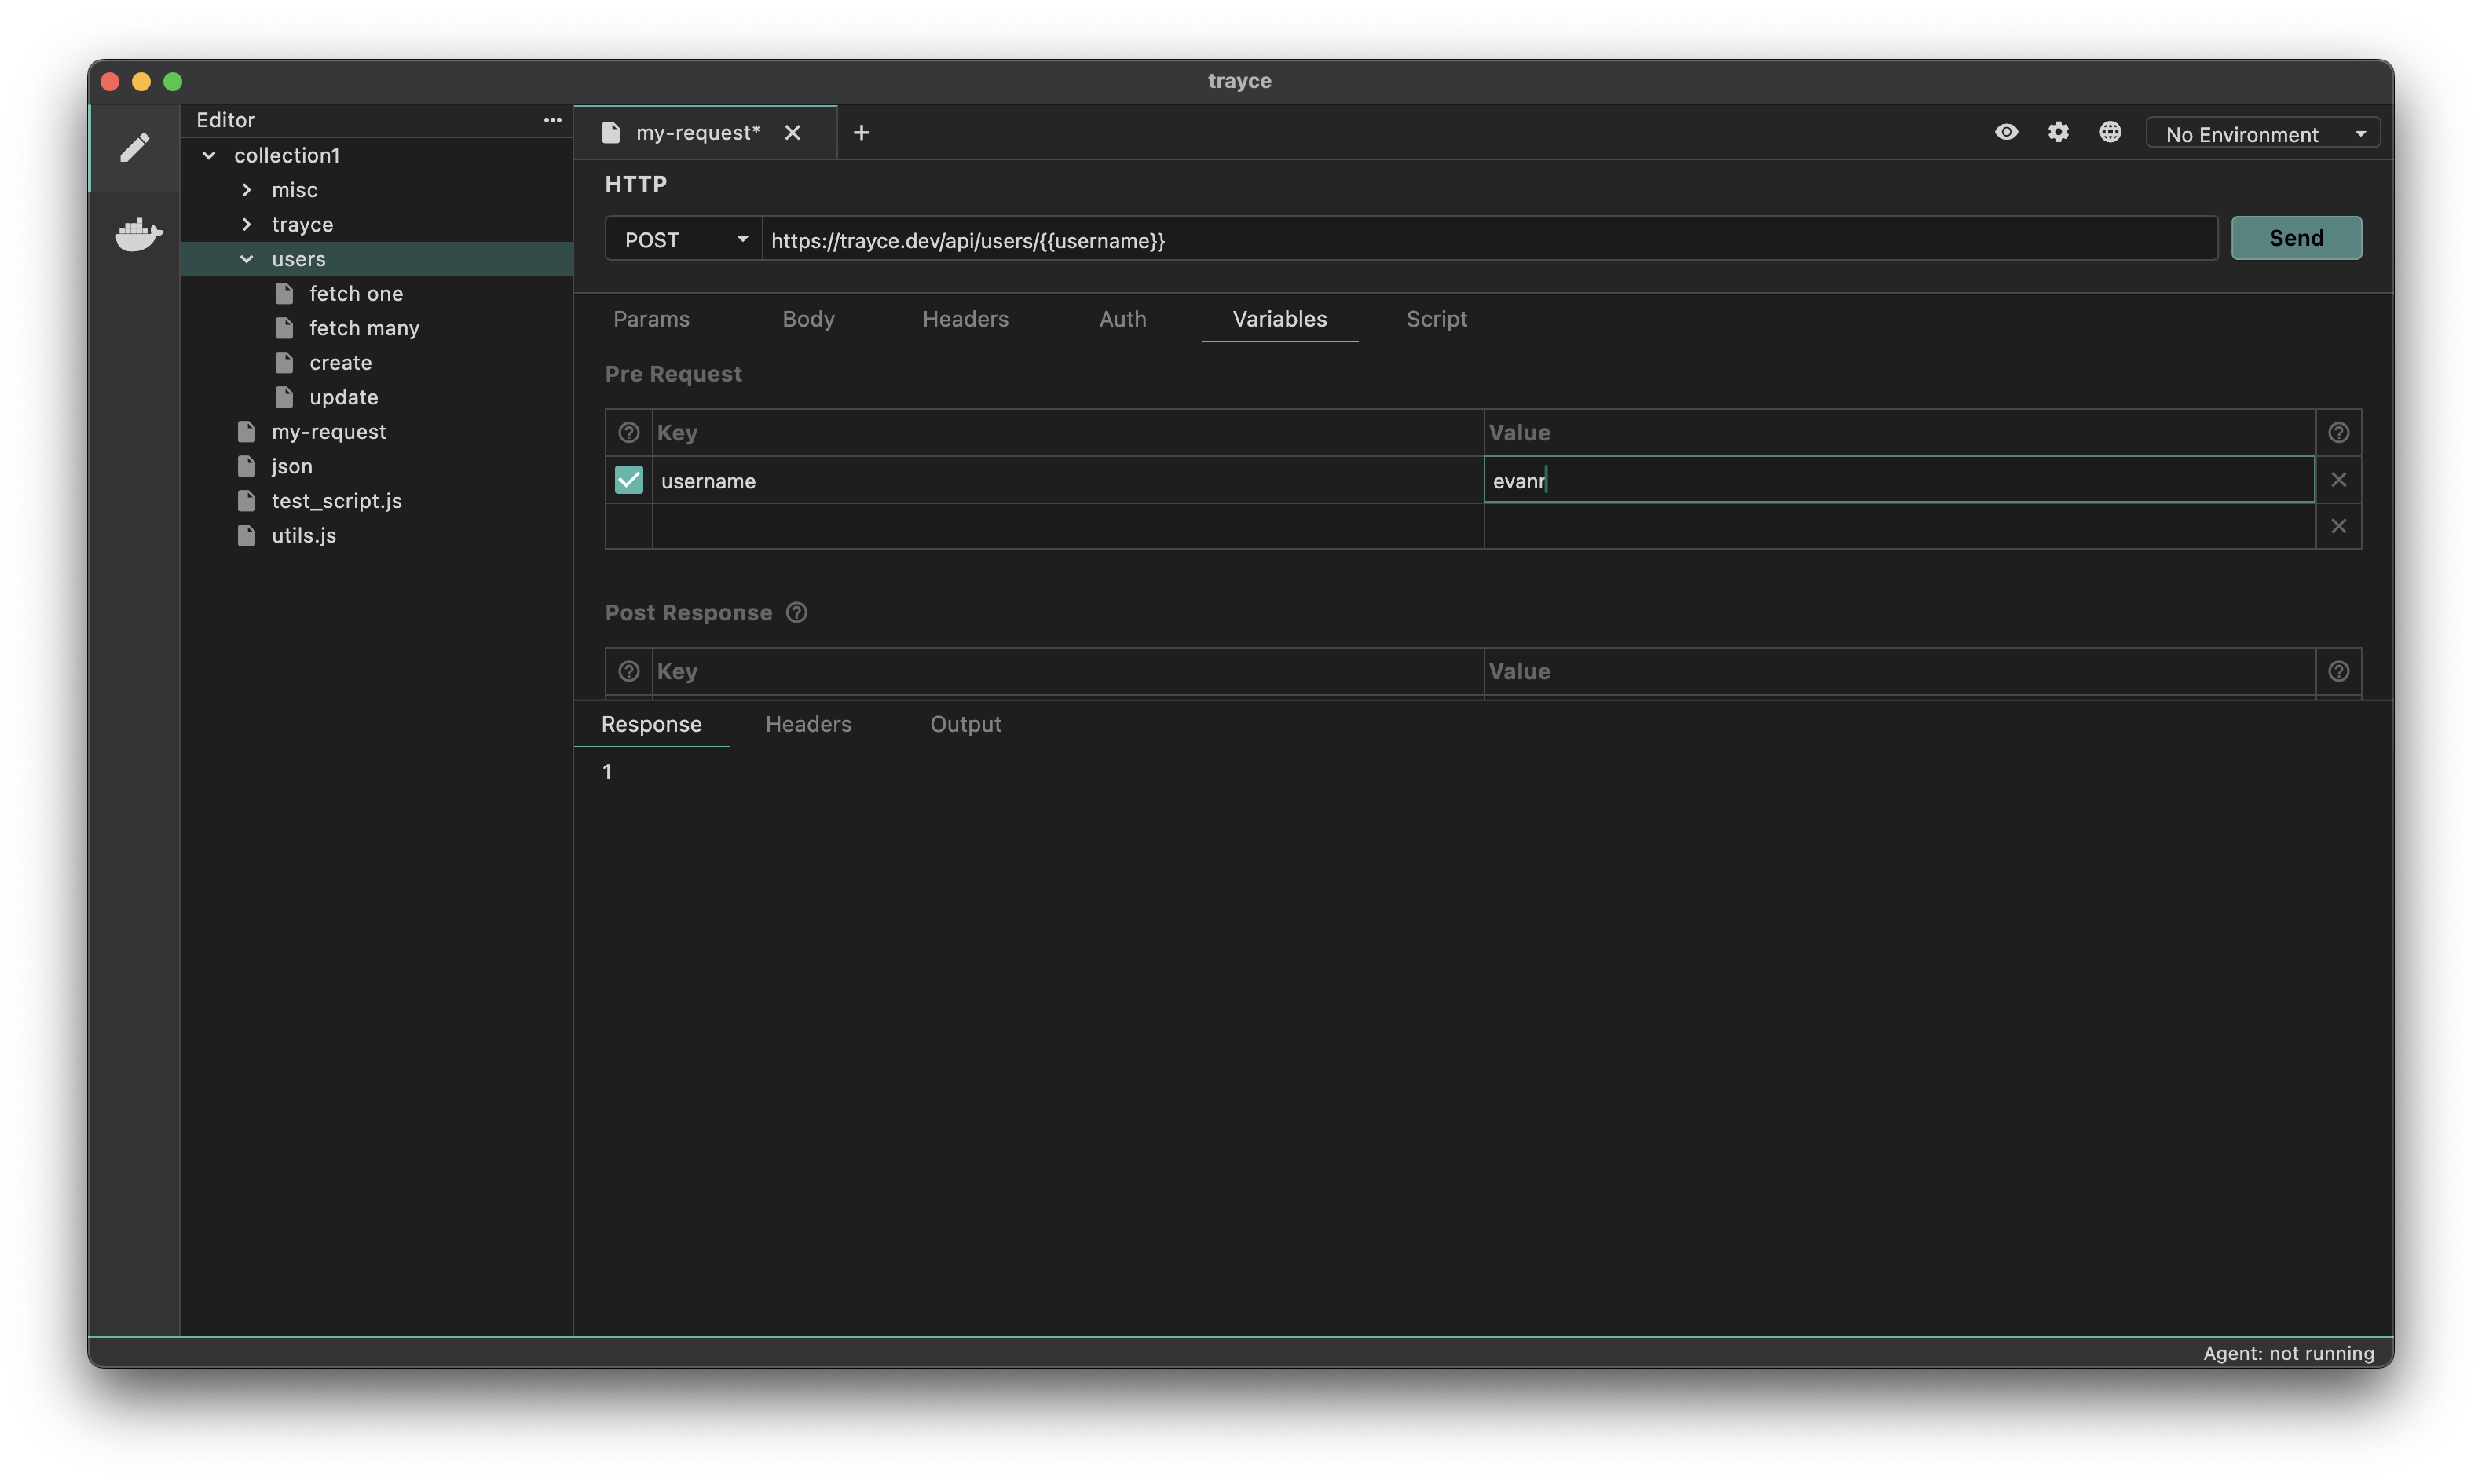 trayce
Editor
collection1
misc
trayce
users
fetch one
fetch many
create
update
my-request
json
test_script.js
utils.js
my-request*
No Environment
HTTP
POST
https://trayce.dev/api/users/{{username}}
Send
Params Body Headers Auth Variables Script
Pre Request
Key Value
username evanr
Post Response
Key Value
Response Headers Output
1
Agent: not running